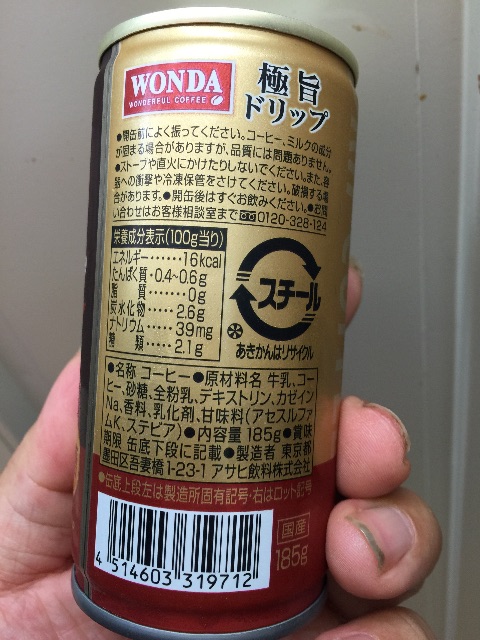 WONDA
WONDERFUL COFFEE
極旨
ドリップ
●開缶前によく振ってください。コーヒー、ミルクの成分
が固まる場合がありますが、品質には問題ありません。
●ストーブや直火にかけたりしないでください。また、容
器への衝撃や冷凍保管をさけてください。破損する場
合があります。●開缶後はすぐお飲みください。●お問
い合わせはお客様相談室まで 0120-328-124
栄養成分表示(100g当り)
エネルギー······16kcal
たんぱく質·0.4~0.6g
脂 質······0g
炭水化物······2.6g
ナトリウム······39mg
糖 類······2.1g
スチール
あきかんはリサイクル
●名称 コーヒー●原材料名 牛乳、コー
ヒー、砂糖、全粉乳、デキストリン、カゼイン
Na、香料、乳化剤、甘味料(アセスルファ
ムK、ステビア)●内容量 185g●賞味
期限 缶底下段に記載●製造者 東京都
墨田区吾妻橋1-23-1 アサヒ飲料株式会社
●缶底上段左は製造所固有記号·右はロット記号
4 514603 319712
国産
185g